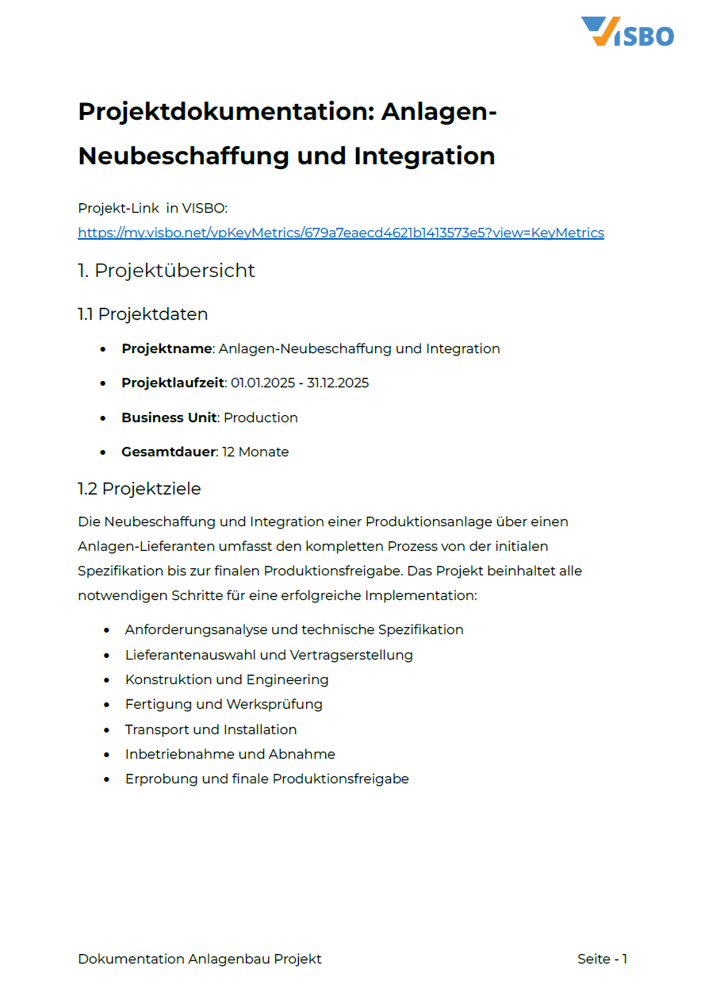 VISBO
Projektdokumentation: Anlagen-
Neubeschaffung und Integration
Projekt-Link in VISBO:
https://my.visbo.net/vpKeyMetrics/679a7eaecd4621b1413573e5?view=KeyMetrics
1. Projektübersicht
1.1 Projektdaten
• Projektname: Anlagen-Neubeschaffung und Integration
• Projektlaufzeit: 01.01.2025 - 31.12.2025
• Business Unit: Production
• Gesamtdauer: 12 Monate
1.2 Projektziele
Die Neubeschaffung und Integration einer Produktionsanlage über einen
Anlagen-Lieferanten umfasst den kompletten Prozess von der initialen
Spezifikation bis zur finalen Produktionsfreigabe. Das Projekt beinhaltet alle
notwendigen Schritte für eine erfolgreiche Implementation:
• Anforderungsanalyse und technische Spezifikation
• Lieferantenauswahl und Vertragserstellung
• Konstruktion und Engineering
• Fertigung und Werksprüfung
• Transport und Installation
• Inbetriebnahme und Abnahme
• Erprobung und finale Produktionsfreigabe
Dokumentation Anlagenbau Projekt Seite - 1